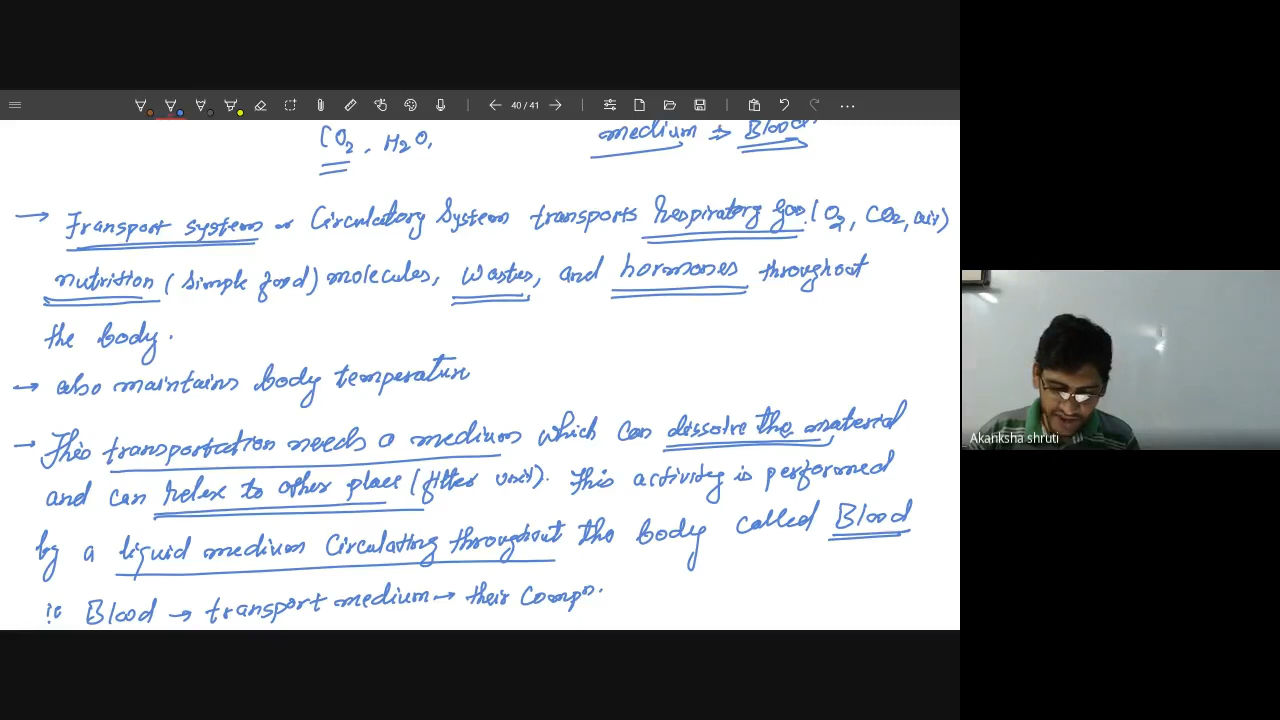 40 / 41
CO2, H2O,
medium ⇒ Blood.
→ Transport system or Circulatory System transports Respiratory gas. (O2, CO2, air)
nutrition (simple food) molecules, wastes, and hormones throughout
the body.
→ also maintains body temperature
→ This transportation needs a medium which can dissolve the material
and can relex to other place (filter unit). This activity is performed
by a liquid medium circulating throughout the body called Blood
Blood → transport medium → their Compn.
Akanksha shruti